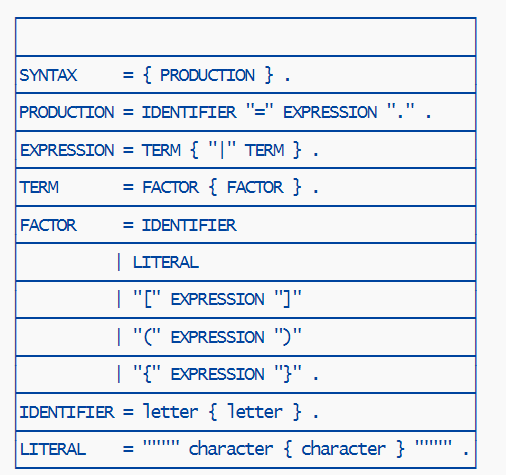 SYNTAX     = { PRODUCTION } .
PRODUCTION = IDENTIFIER "=" EXPRESSION "." .
EXPRESSION = TERM { "|" TERM } .
TERM       = FACTOR { FACTOR } .
FACTOR     = IDENTIFIER
           | LITERAL
           | "[" EXPRESSION "]"
           | "(" EXPRESSION ")"
           | "{" EXPRESSION "}" .
IDENTIFIER = letter { letter } .
LITERAL    = """" character { character } """" .